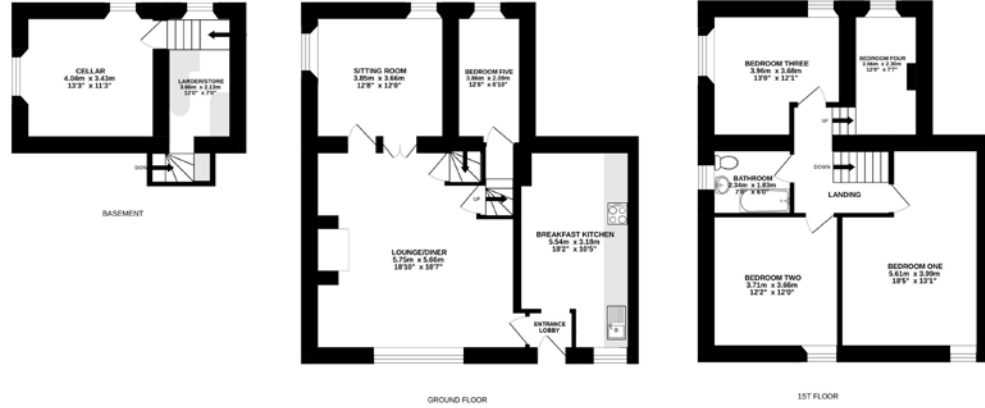 CELLAR
4.04m x 3.43m
13'3" x 11'3"
LARDER/STORE
3.66m x 2.13m
12'0" x 7'0"
DOWN
BASEMENT
SITTING ROOM
3.85m x 3.66m
12'8" x 12'0"
BEDROOM FIVE
3.86m x 2.09m
12'8" x 6'10"
UP
LOUNGE/DINER
5.75m x 5.66m
18'10" x 18'7"
BREAKFAST KITCHEN
5.54m x 3.18m
18'2" x 10'5"
ENTRANCE
LOBBY
GROUND FLOOR
BEDROOM THREE
3.96m x 3.68m
13'0" x 12'1"
BEDROOM FOUR
12'9" x 7'7"
UP
DOWN
BATHROOM
2.34m x 1.83m
LANDING
BEDROOM TWO
3.71m x 3.66m
12'2" x 12'0"
BEDROOM ONE
5.61m x 3.99m
18'5" x 13'1"
1ST FLOOR